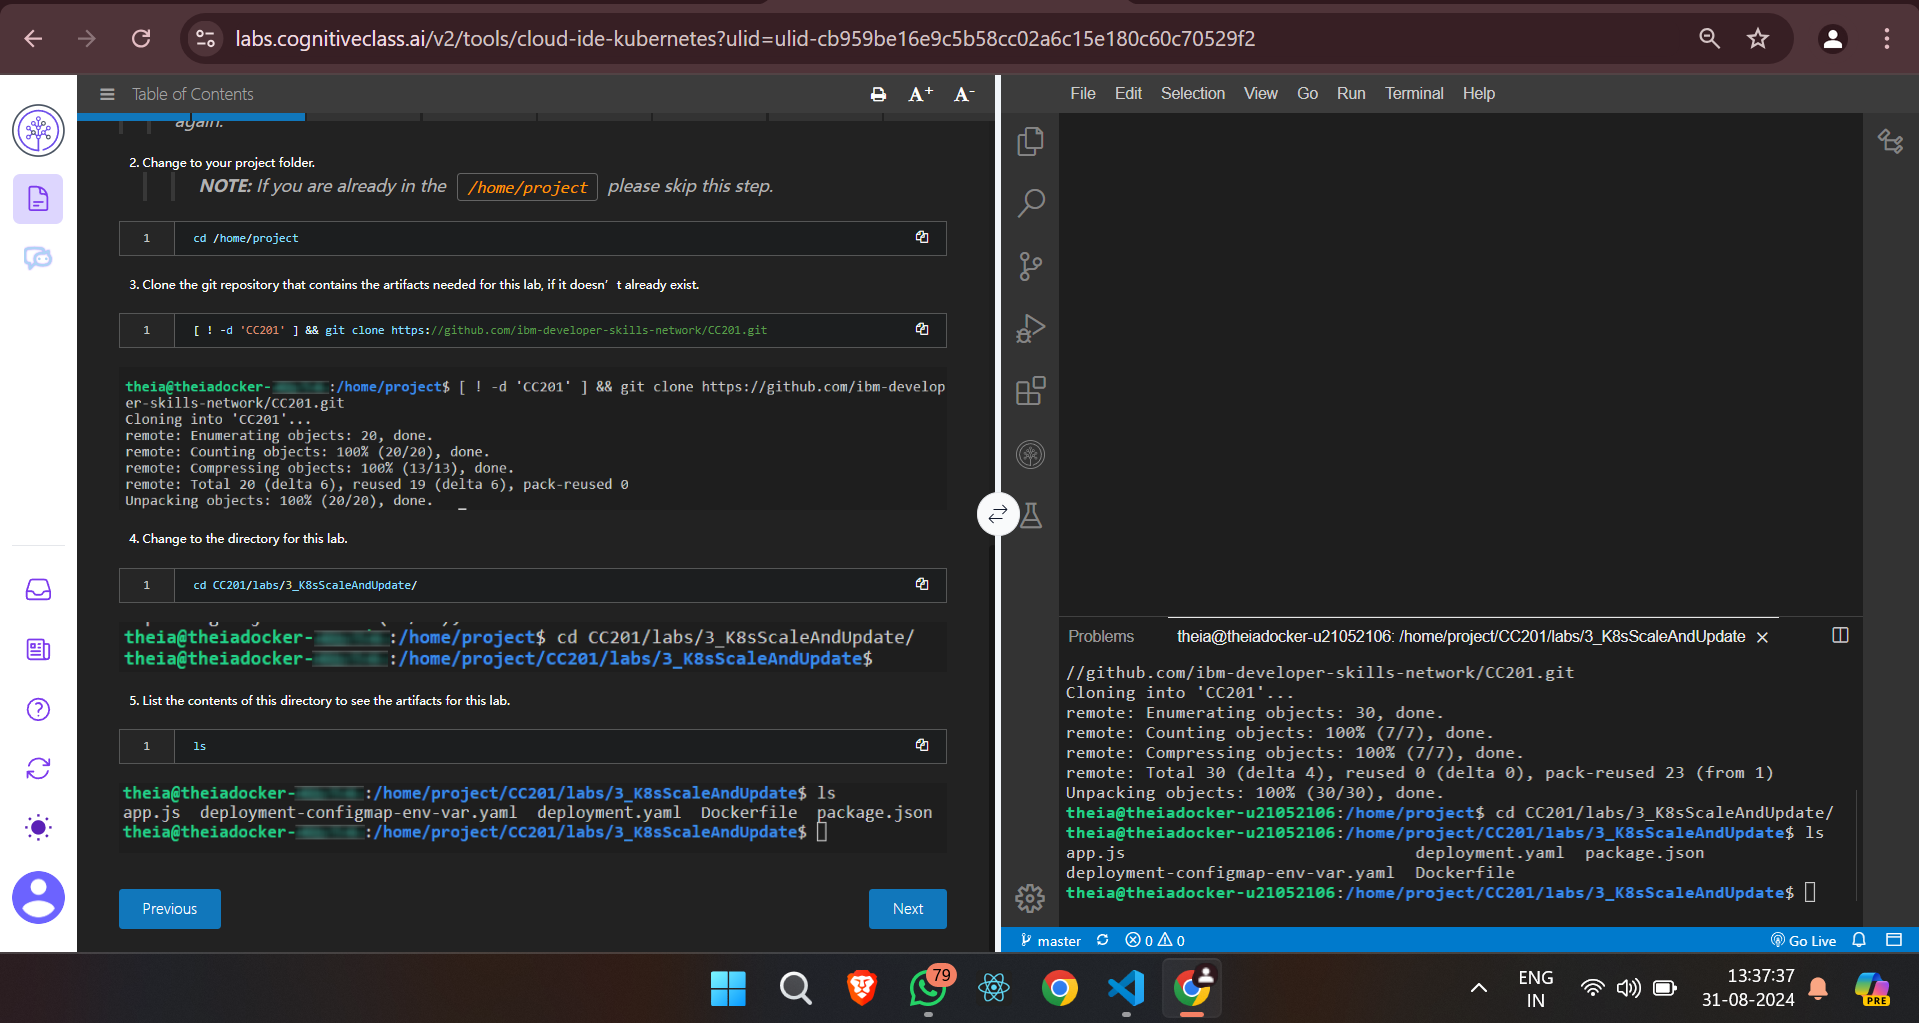 labs.cognitiveclass.ai/v2/tools/cloud-ide-kubernetes?ulid=ulid-cb959be16e9c5b58cc02a6c15e180c60c70529f2
Table of Contents
A+ A-
again.
2. Change to your project folder.
NOTE: If you are already in the /home/project please skip this step.
1 cd /home/project
3. Clone the git repository that contains the artifacts needed for this lab, if it doesn’t already exist.
1 [ ! -d 'CC201' ] && git clone https://github.com/ibm-developer-skills-network/CC201.git
theia@theiadocker- :/home/project$ [ ! -d 'CC201' ] && git clone https://github.com/ibm-develop
er-skills-network/CC201.git
Cloning into 'CC201'...
remote: Enumerating objects: 20, done.
remote: Counting objects: 100% (20/20), done.
remote: Compressing objects: 100% (13/13), done.
remote: Total 20 (delta 6), reused 19 (delta 6), pack-reused 0
Unpacking objects: 100% (20/20), done.
4. Change to the directory for this lab.
1 cd CC201/labs/3_K8sScaleAndUpdate/
theia@theiadocker- :/home/project$ cd CC201/labs/3_K8sScaleAndUpdate/
theia@theiadocker- :/home/project/CC201/labs/3_K8sScaleAndUpdate$
5. List the contents of this directory to see the artifacts for this lab.
1 ls
theia@theiadocker- :/home/project/CC201/labs/3_K8sScaleAndUpdate$ ls
app.js deployment-configmap-env-var.yaml deployment.yaml Dockerfile package.json
theia@theiadocker- :/home/project/CC201/labs/3_K8sScaleAndUpdate$
Previous
Next
File Edit Selection View Go Run Terminal Help
Problems theia@theiadocker-u21052106: /home/project/CC201/labs/3_K8sScaleAndUpdate ×
//github.com/ibm-developer-skills-network/CC201.git
Cloning into 'CC201'...
remote: Enumerating objects: 30, done.
remote: Counting objects: 100% (7/7), done.
remote: Compressing objects: 100% (7/7), done.
remote: Total 30 (delta 4), reused 0 (delta 0), pack-reused 23 (from 1)
Unpacking objects: 100% (30/30), done.
theia@theiadocker-u21052106:/home/project$ cd CC201/labs/3_K8sScaleAndUpdate/
theia@theiadocker-u21052106:/home/project/CC201/labs/3_K8sScaleAndUpdate$ ls
app.js deployment.yaml package.json
deployment-configmap-env-var.yaml Dockerfile
theia@theiadocker-u21052106:/home/project/CC201/labs/3_K8sScaleAndUpdate$
master 0 0 Go Live
79
ENG
IN
13:37:37
31-08-2024
PRE